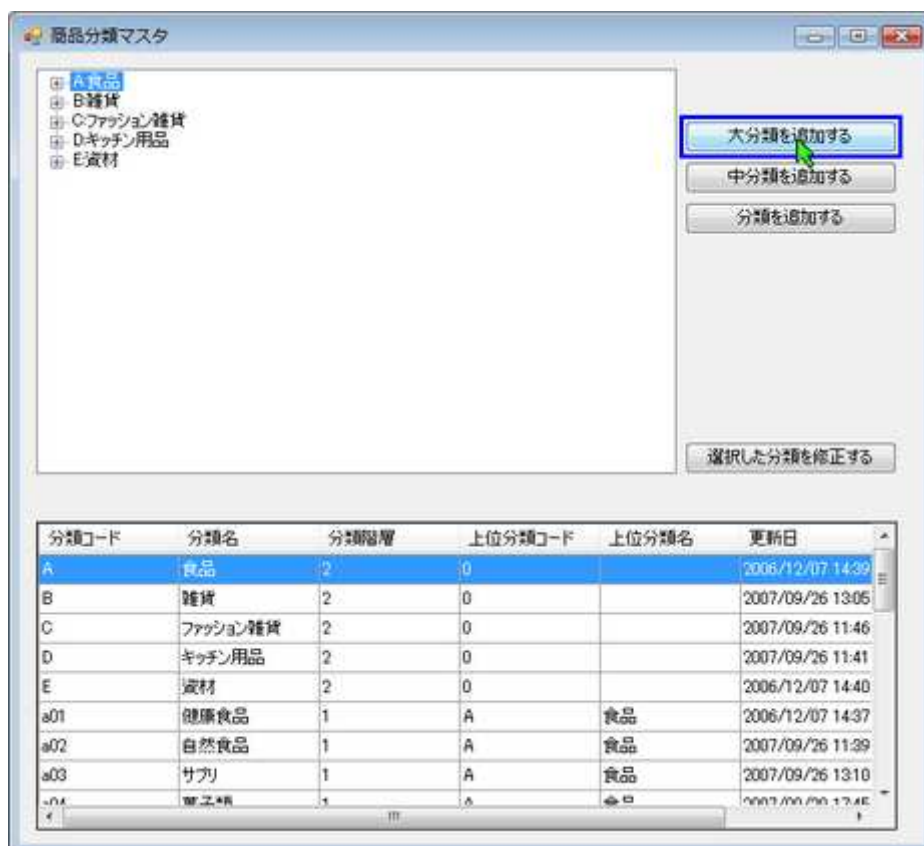 商品分類マスタ
A:食品
B:雑貨
C:ファッション雑貨
D:キッチン用品
E:資材
大分類を追加する
中分類を追加する
分類を追加する
選択した分類を修正する
分類コード 分類名 分類階層 上位分類コード 上位分類名 更新日
A 食品 2 0 2006/12/07 14:39
B 雑貨 2 0 2007/09/26 13:05
C ファッション雑貨 2 0 2007/09/26 11:46
D キッチン用品 2 0 2007/09/26 11:41
E 資材 2 0 2006/12/07 14:40
a01 健康食品 1 A 食品 2006/12/07 14:37
a02 自然食品 1 A 食品 2007/09/26 11:39
a03 サプリ 1 A 食品 2007/09/26 13:10
a04 菓子類 1 A 食品